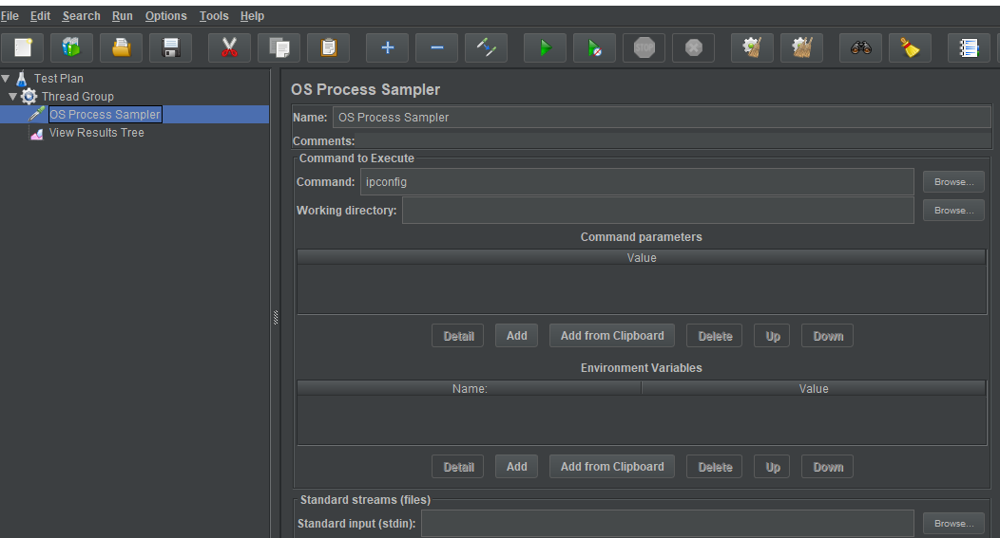 File Edit Search Run Options Tools Help
STOP
Test Plan
Thread Group
OS Process Sampler
View Results Tree
OS Process Sampler
Name: OS Process Sampler
Comments:
Command to Execute
Command: ipconfig Browse...
Working directory: Browse...
Command parameters
Value
Detail Add Add from Clipboard Delete Up Down
Environment Variables
Name: Value
Detail Add Add from Clipboard Delete Up Down
Standard streams (files)
Standard input (stdin): Browse...